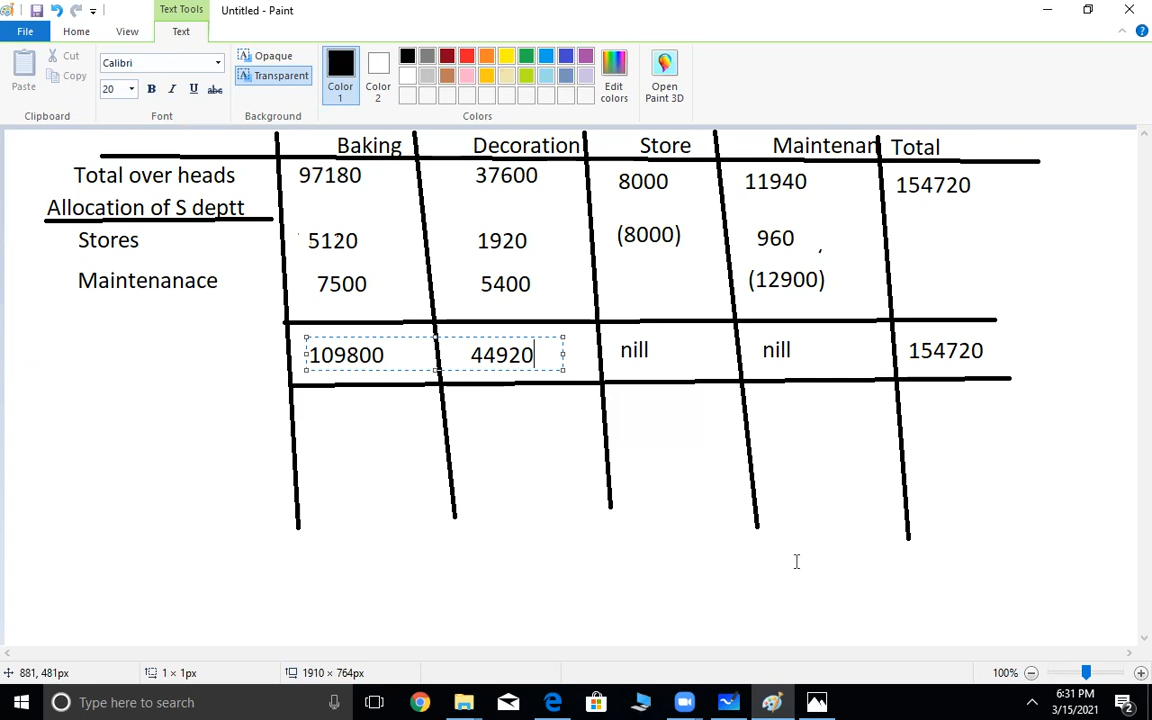 Text Tools
Untitled - Paint
File Home View Text
Paste
Cut
Copy
Clipboard
Calibri
20 B I U abc
Font
Opaque
Transparent
Background
Color 1
Color 2
Edit colors
Colors
Open Paint 3D
Baking Decoration Store Maintenan Total
Total over heads 97180 37600 8000 11940 154720
Allocation of S deptt
Stores 5120 1920 (8000) 960
Maintenanace 7500 5400 (12900)
109800 44920 nill nill 154720
881, 481px 1 × 1px 1910 × 764px 100%
Type here to search
6:31 PM
3/15/2021
2